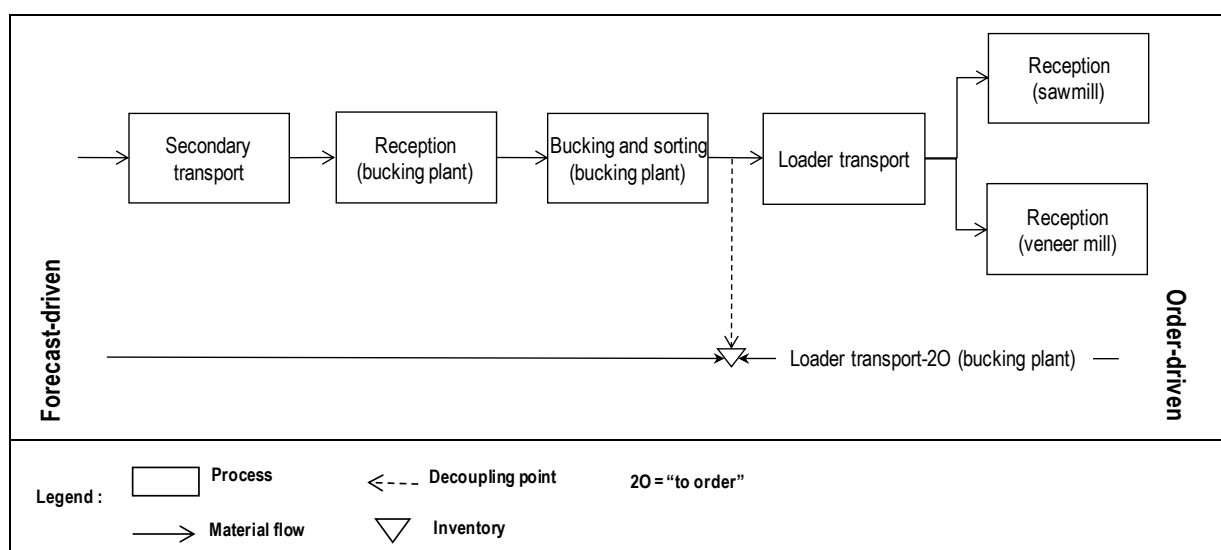 Reception
(sawmill)
Secondary
transport
Reception
(bucking plant)
Bucking and sorting
(bucking plant)
Loader transport
Reception
(veneer mill)
Forecast-driven
Loader transport-2O (bucking plant)
Order-driven
Legend :
Process
Decoupling point
2O = “to order”
Material flow
Inventory